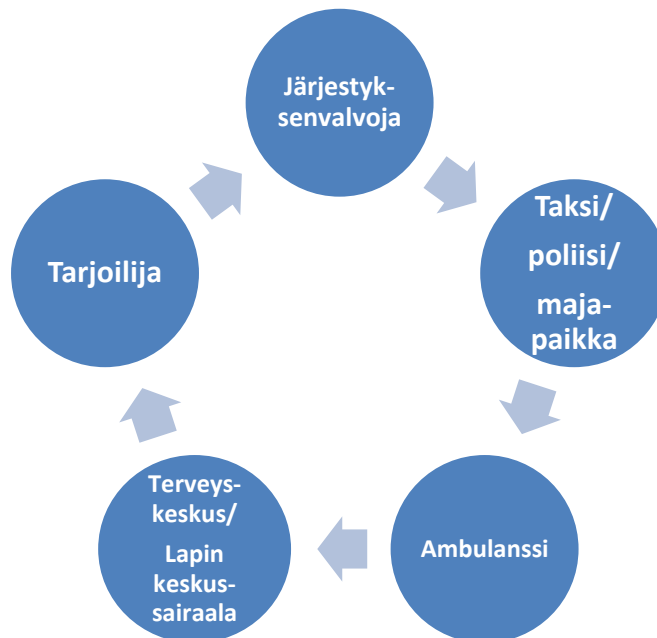 Järjestyk-
senvalvoja
Taksi/
poliisi/
maja-
paikka
Ambulanssi
Terveys-
keskus/
Lapin
keskus-
sairaala
Tarjoilija